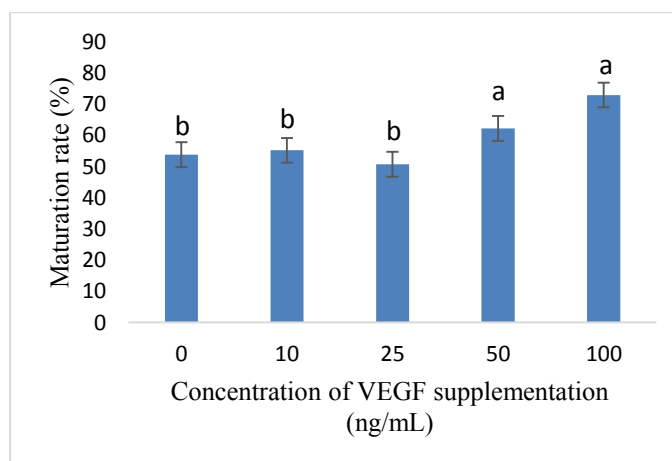 Maturation rate (%)
90
80
70
60
50
40
30
20
10
0
b
b
b
a
a
0 10 25 50 100
Concentration of VEGF supplementation
(ng/mL)